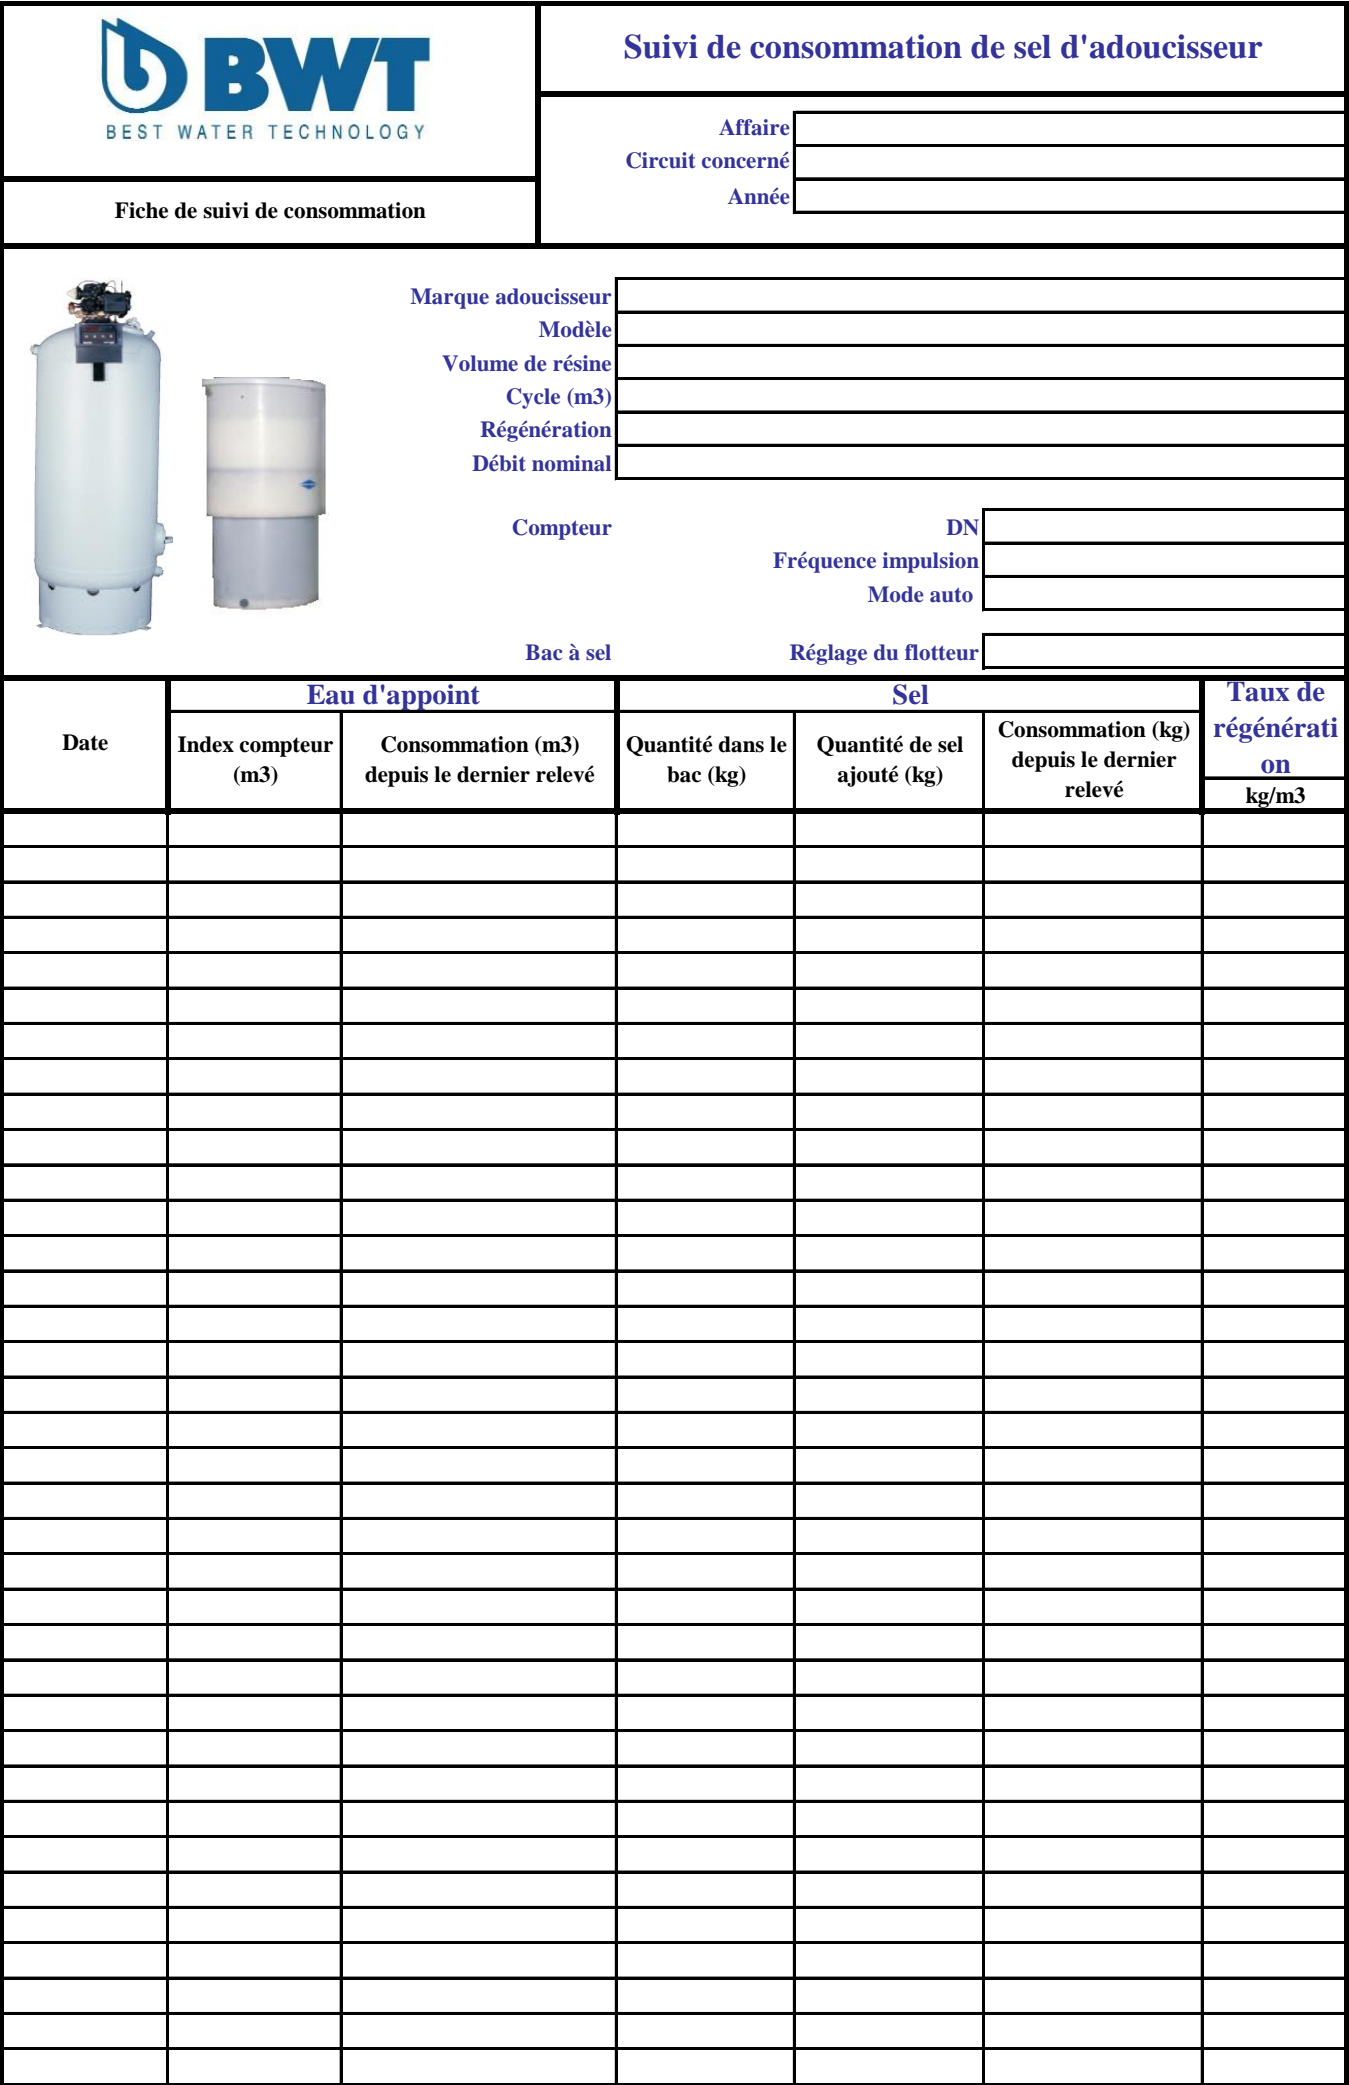 BWT
BEST WATER TECHNOLOGY
Fiche de suivi de consommation
Suivi de consommation de sel d'adoucisseur
Affaire
Circuit concerné
Année
Marque adoucisseur
Modèle
Volume de résine
Cycle (m3)
Régénération
Débit nominal
Compteur DN
Fréquence impulsion
Mode auto
Bac à sel Réglage du flotteur
Date
Eau d'appoint
Index compteur
(m3)
Consommation (m3)
depuis le dernier relevé
Sel
Quantité dans le
bac (kg)
Quantité de sel
ajouté (kg)
Consommation (kg)
depuis le dernier
relevé
Taux de
régénérati
on
kg/m3